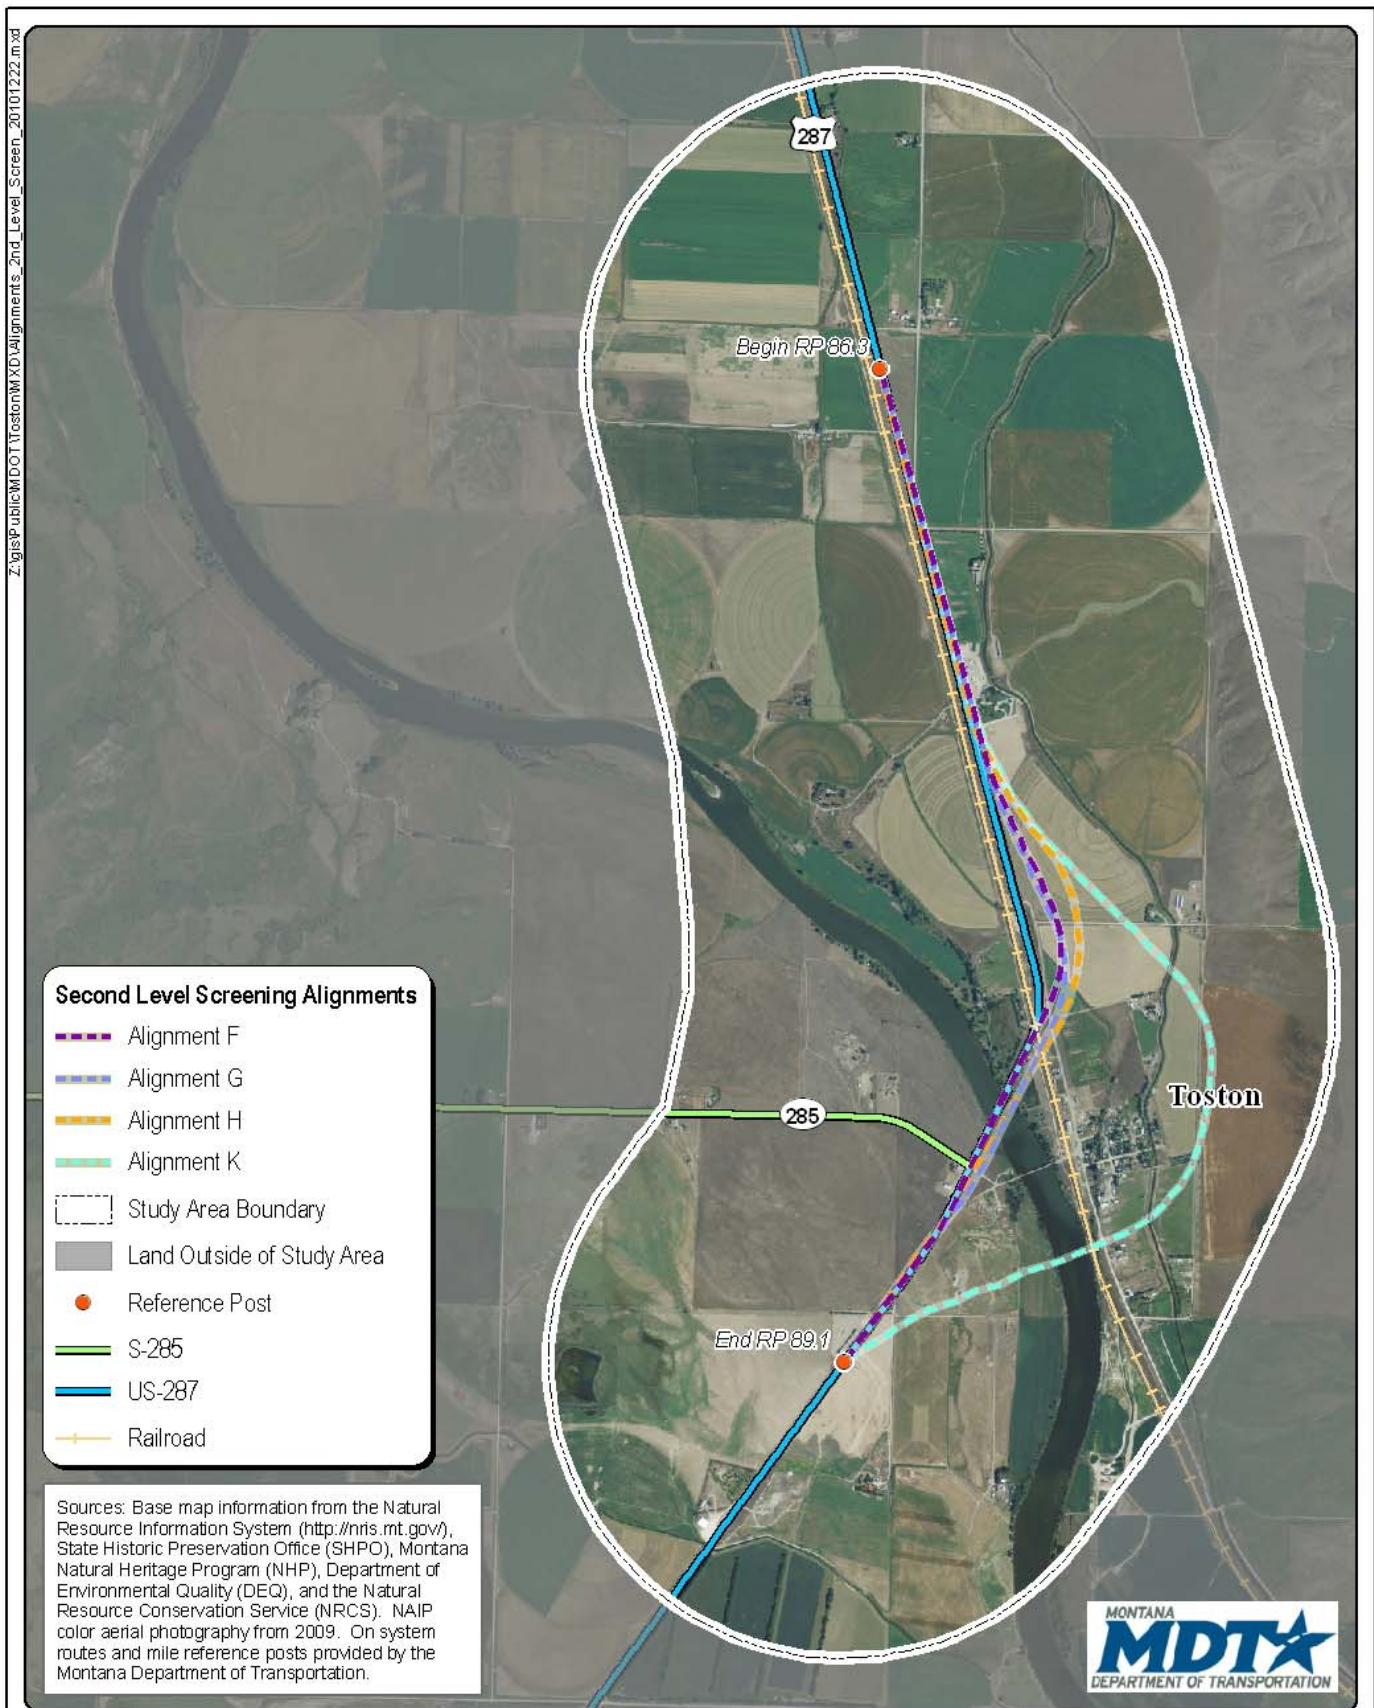 Z:\gis\Public\MDOT\Toston\MXD\Alignments_2nd_Level_Screen_20101222.mxd
287
Begin RP 86.3
285
Toston
End RP 89.1
Second Level Screening Alignments
Alignment F
Alignment G
Alignment H
Alignment K
Study Area Boundary
Land Outside of Study Area
Reference Post
S-285
US-287
Railroad
Sources: Base map information from the Natural
Resource Information System (http://nris.mt.gov/),
State Historic Preservation Office (SHPO), Montana
Natural Heritage Program (NHP), Department of
Environmental Quality (DEQ), and the Natural
Resource Conservation Service (NRCS). NAIP
color aerial photography from 2009. On system
routes and mile reference posts provided by the
Montana Department of Transportation.
MONTANA
MDT
DEPARTMENT OF TRANSPORTATION